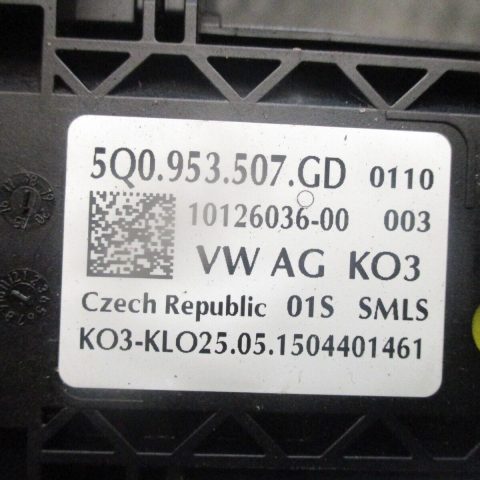 5Q0.953.507.GD 0110
10126036-00 003
VW AG KO3
Czech Republic 01S SMLS
KO3-KLO25.05.1504401461